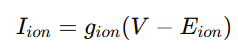 I_{ion} = g_{ion}(V − E_{ion})